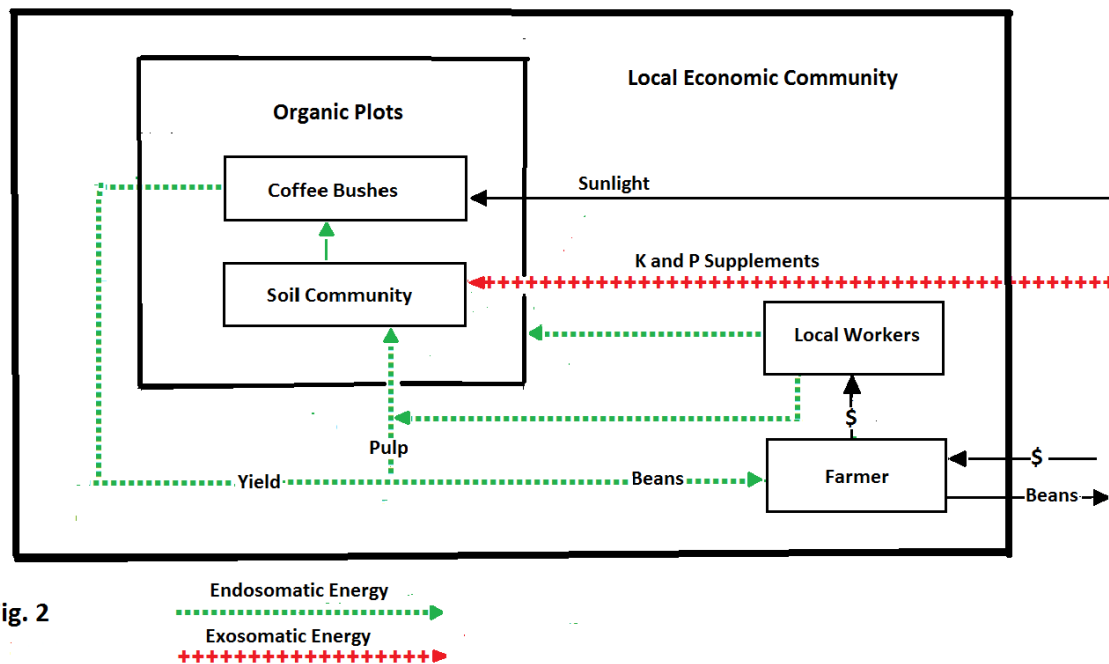 Local Economic Community
Organic Plots
Coffee Bushes
Sunlight
K and P Supplements
Soil Community
Local Workers
$
Pulp
$
Yield
Beans
Farmer
Beans
Endosomatic Energy
ig. 2
Exosomatic Energy